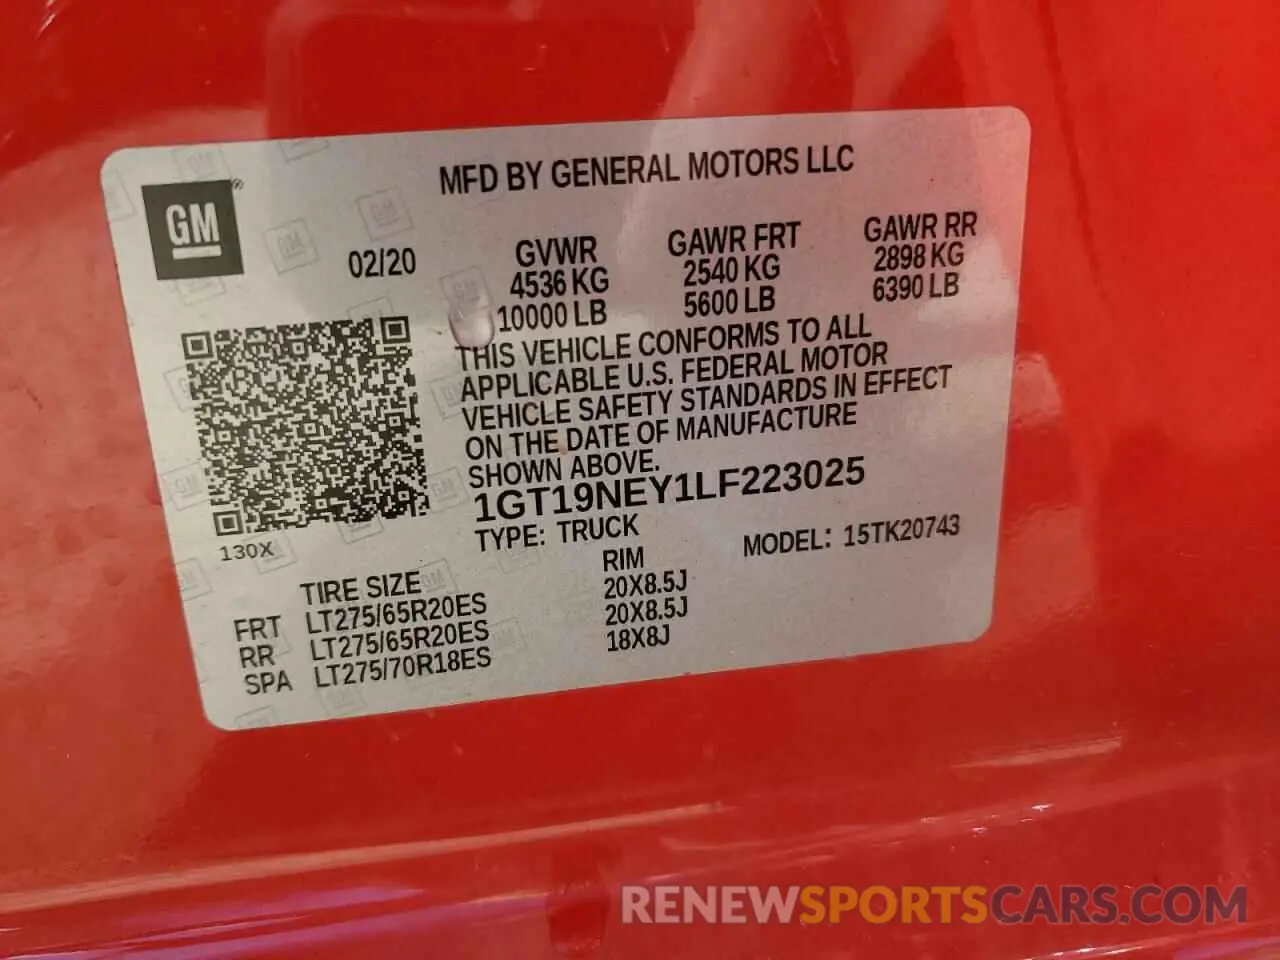 MFD BY GENERAL MOTORS LLC
GM
02/20
GVWR GAWR FRT GAWR RR
4536 KG 2540 KG 2898 KG
10000 LB 5600 LB 6390 LB
THIS VEHICLE CONFORMS TO ALL
APPLICABLE U.S. FEDERAL MOTOR
VEHICLE SAFETY STANDARDS IN EFFECT
ON THE DATE OF MANUFACTURE
SHOWN ABOVE.
1GT19NEY1LF223025
TYPE: TRUCK
MODEL: 15TK20743
130X
TIRE SIZE RIM
FRT LT275/65R20ES 20X8.5J
RR LT275/65R20ES 20X8.5J
SPA LT275/70R18ES 18X8J
RENEWSPORTSCARS.COM